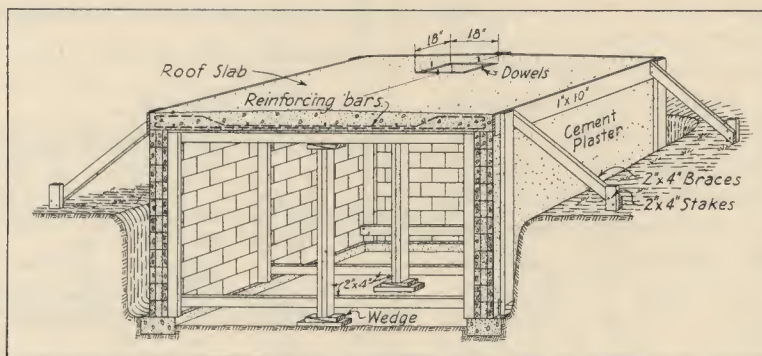 18" 18"
Roof Slab
Dowels
Reinforcing bars
1" x 10"
Cement
Plaster
2" x 4" Braces
2" x 4" Stakes
2" x 4"
Wedge